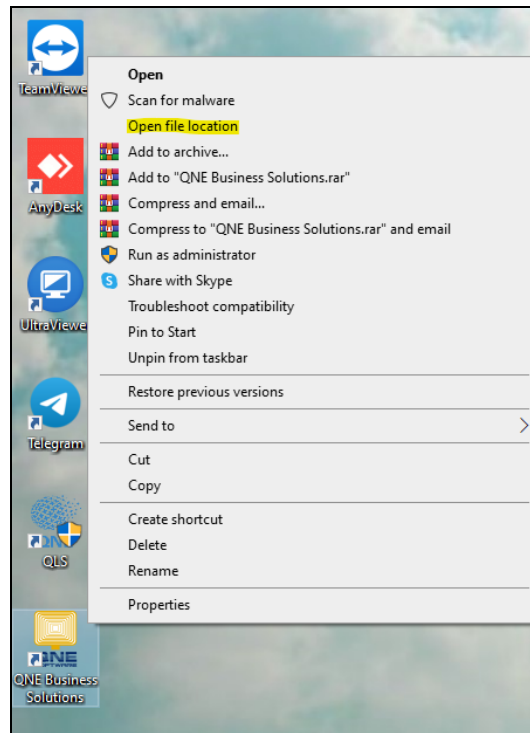 TeamViewe
AnyDesk
UltraViewe
Telegram
QLS
QNE
QNE Business
Solutions
Open
Scan for malware
Open file location
Add to archive...
Add to "QNE Business Solutions.rar"
Compress and email...
Compress to "QNE Business Solutions.rar" and email
Run as administrator
Share with Skype
Troubleshoot compatibility
Pin to Start
Unpin from taskbar
Restore previous versions
Send to
Cut
Copy
Create shortcut
Delete
Rename
Properties